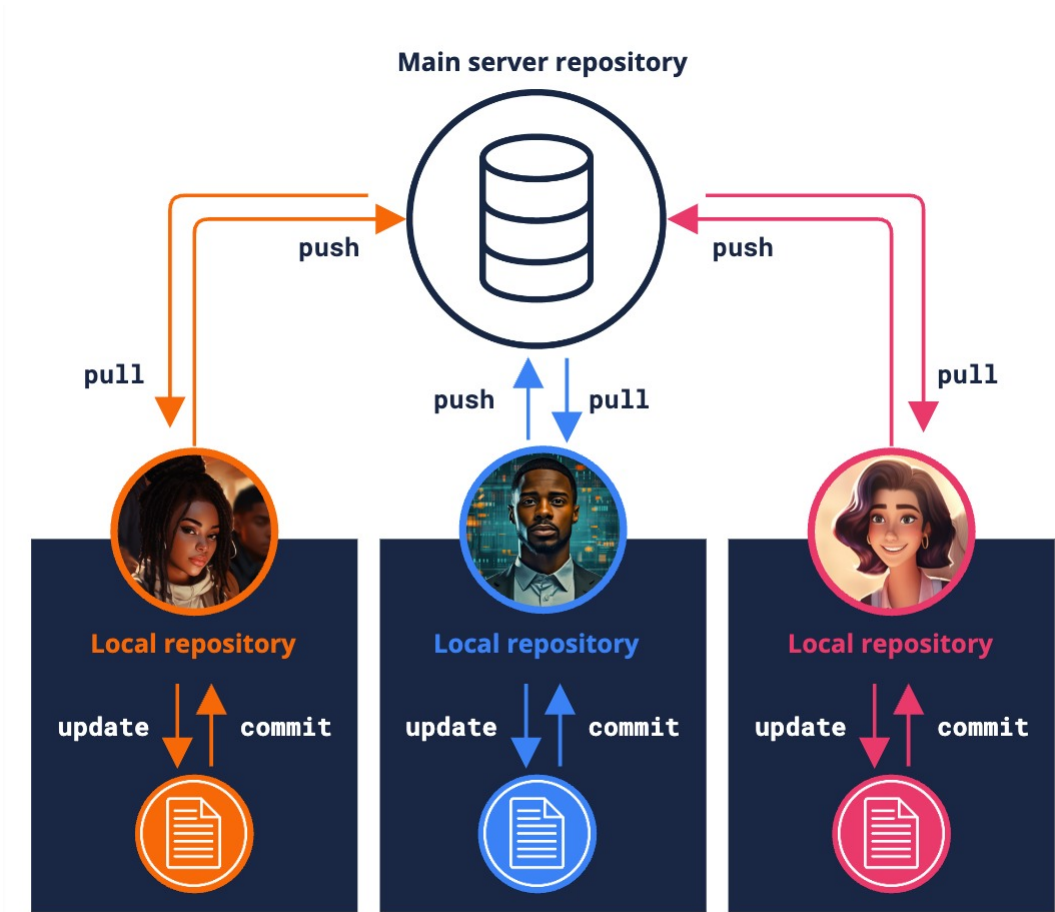 Main server repository
push
push
pull
pull
push
pull
Local repository
Local repository
Local repository
update
commit
update
commit
update
commit